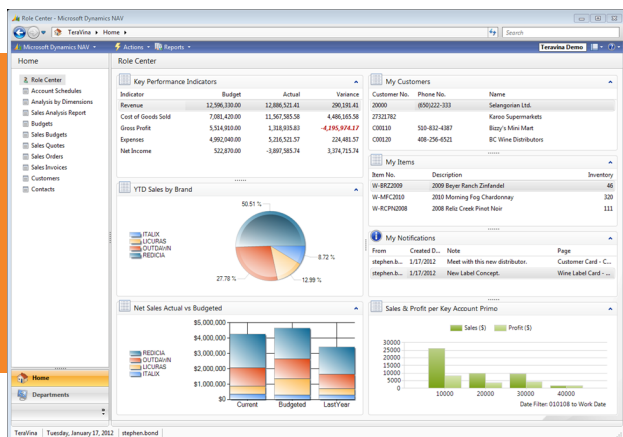 Role Center - Microsoft Dynamics NAV
TeraVina ▸ Home ▸
Search
Microsoft Dynamics NAV Actions Reports Teravina Demo
Home
Role Center
Role Center
Account Schedules
Analysis by Dimensions
Sales Analysis Report
Budgets
Sales Budgets
Sales Quotes
Sales Orders
Sales Invoices
Customers
Contacts
Home
Departments
Key Performance Indicators
Indicator Budget Actual Variance
Revenue 12,596,330.00 12,886,521.41 290,191.41
Cost of Goods Sold 7,081,420.00 11,567,585.58 4,486,165.58
Gross Profit 5,514,910.00 1,318,935.83 -4,195,974.17
Expenses 4,992,040.00 5,216,521.57 224,481.57
Net Income 522,870.00 -3,897,585.74 3,374,715.74
YTD Sales by Brand
50.51 %
ITALIX
LICURAS
OUTDAWN
REDICIA
8.72 %
27.78 %
12.99 %
Net Sales Actual vs Budgeted
$5,000,000
$4,000,000
$3,000,000
$2,000,000
$1,000,000
$0
REDICIA
OUTDAWN
LICURAS
ITALIX
Current Budgeted LastYear
My Customers
Customer No. Phone No. Name
20000 (650)222-333 Selangorian Ltd.
27321782 Karoo Supermarkets
C00110 510-832-4387 Bizzy's Mini Mart
C00120 408-256-6521 BC Wine Distributors
My Items
Item No. Description Inventory
W-BRZ2009 2009 Beyer Ranch Zinfandel 46
W-MFC2010 2010 Morning Fog Chardonnay 320
W-RCPN2008 2008 Reliz Creek Pinot Noir 111
My Notifications
From Created D... Note Page
stephen.b... 1/17/2012 Meet with this new distributor. Customer Card - C...
stephen.b... 1/17/2012 New Label Concept. Wine Label Card - ...
Sales & Profit per Key Account Primo
Sales ($) Profit ($)
30000
25000
20000
15000
10000
5000
0
10000 20000 30000 40000
Date Filter: 010108 to Work Date
TeraVina Tuesday, January 17, 2012 stephen.bond